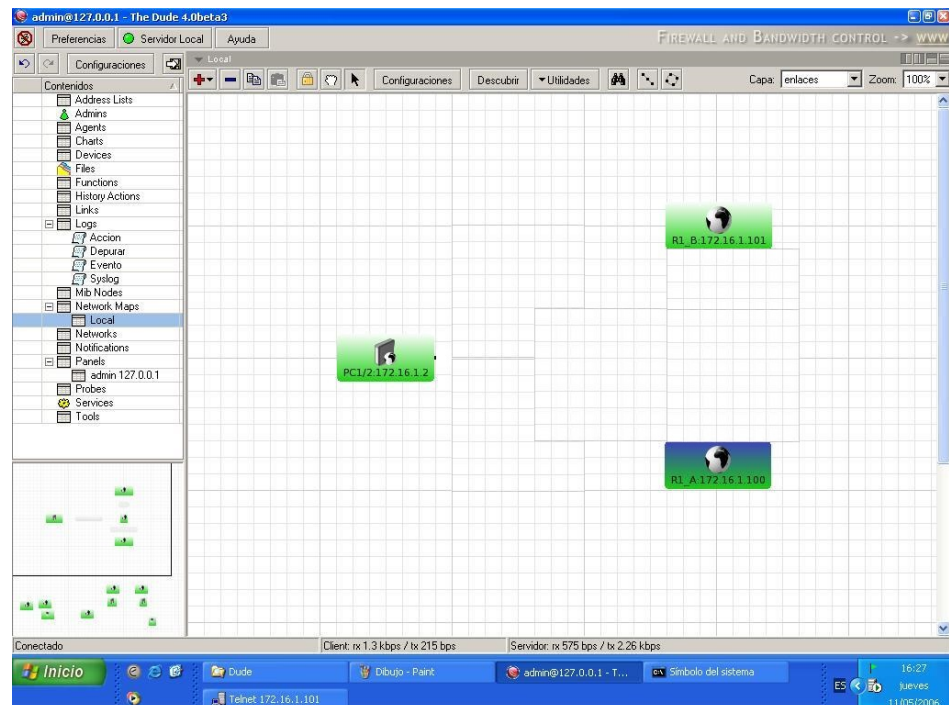 admin@127.0.0.1 - The Dude 4.0beta3
Preferencias Servidor Local Ayuda FIREWALL AND BANDWIDTH CONTROL -> WWW
Configuraciones
Contenidos
Address Lists
Admins
Agents
Charts
Devices
Files
Functions
History Actions
Links
Logs
Accion
Depurar
Evento
Syslog
Mib Nodes
Network Maps
Local
Networks
Notifications
Panels
admin 127.0.0.1
Probes
Services
Tools
Local
Configuraciones Descubrir Utilidades Capa: enlaces Zoom: 100%
R1_B:172.16.1.101
PC1/2:172.16.1.2
R1_A:172.16.1.100
Conectado Client: rx 1.3 kbps / tx 215 bps Servidor: rx 575 bps / tx 2.26 kbps
Inicio Dude Dibujo - Paint admin@127.0.0.1 - T... Símbolo del sistema ES 16:27
Telnet 172.16.1.101 jueves
11/05/2006